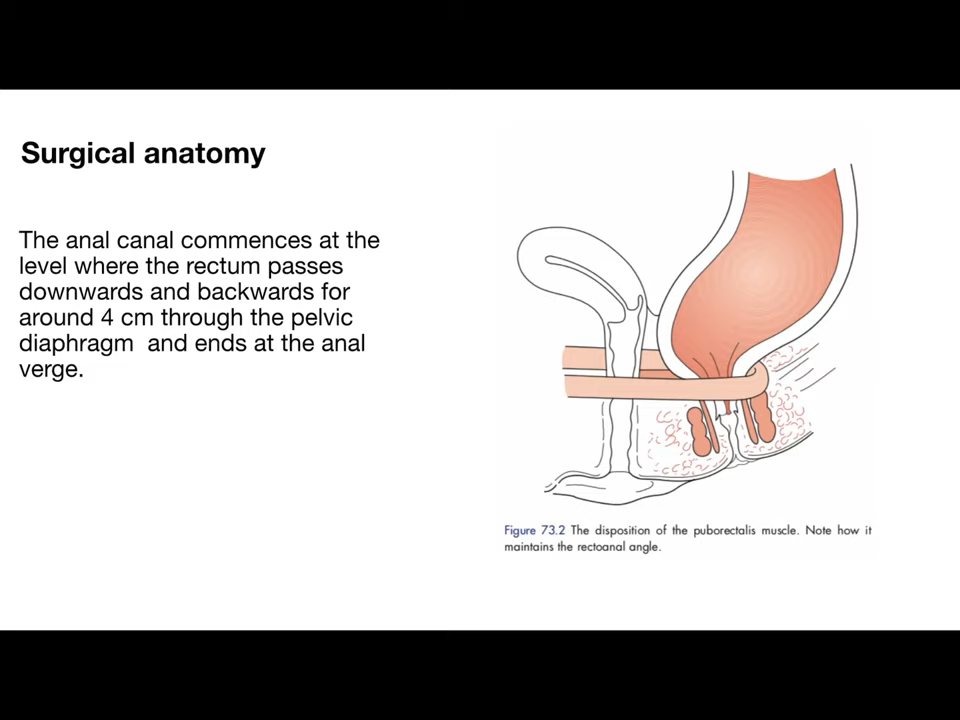 Surgical anatomy
The anal canal commences at the
level where the rectum passes
downwards and backwards for
around 4 cm through the pelvic
diaphragm  and ends at the anal
verge.
Figure 73.2 The disposition of the puborectalis muscle. Note how it
maintains the rectoanal angle.